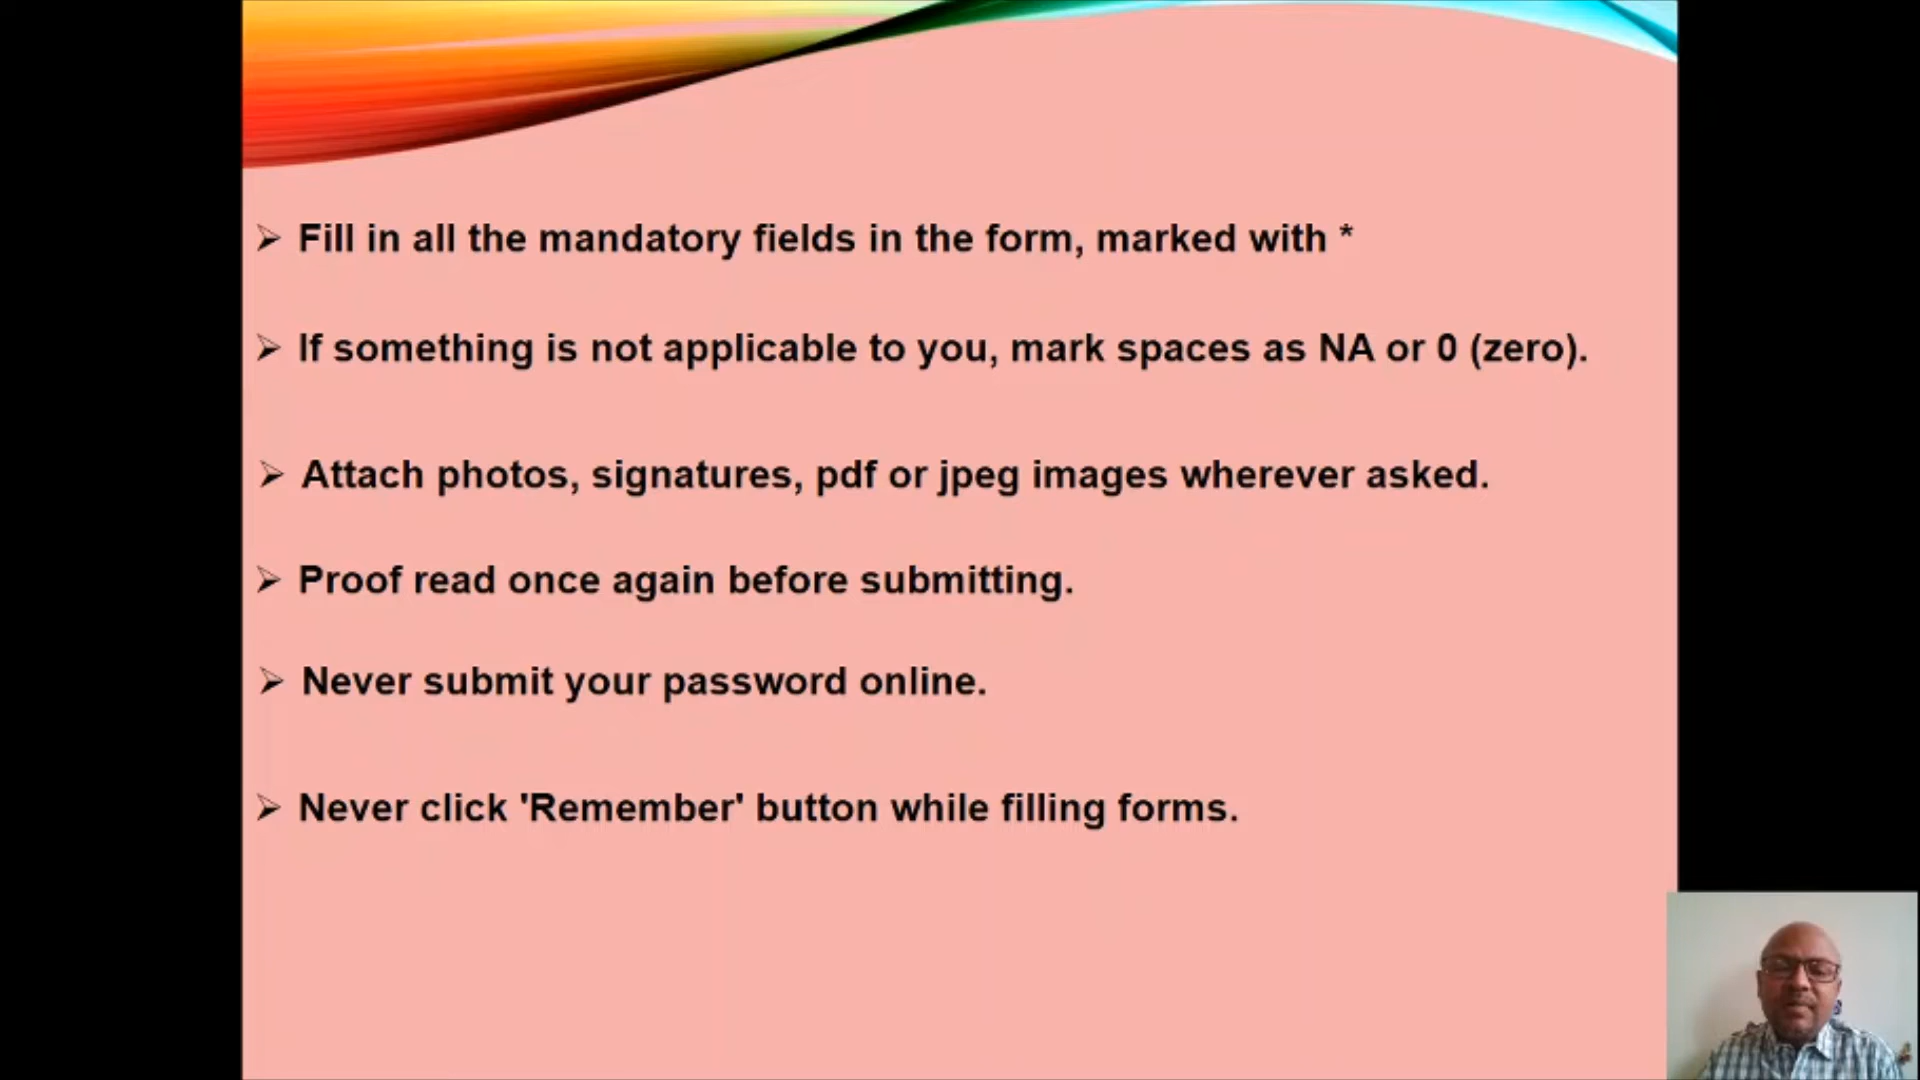 ➢ Fill in all the mandatory fields in the form, marked with *
➢ If something is not applicable to you, mark spaces as NA or 0 (zero).
➢ Attach photos, signatures, pdf or jpeg images wherever asked.
➢ Proof read once again before submitting.
➢ Never submit your password online.
➢ Never click 'Remember' button while filling forms.